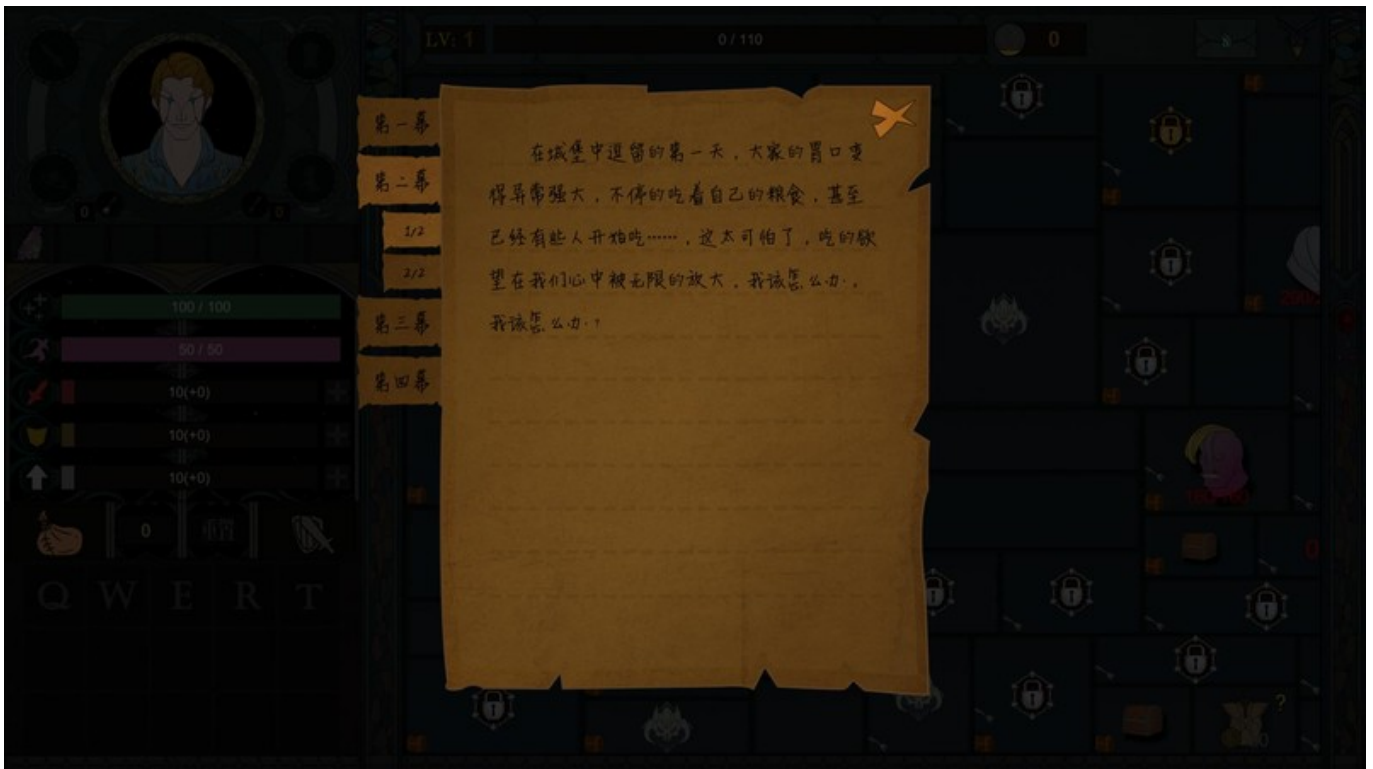 LV: 1
0 / 110
0
第一幕
第二幕
1/2
2/2
第三幕
第四幕
在城堡中逗留的第一天，大家的胃口变
得异常强大，不停的吃着自己的粮食，甚至
已经有些人开始吃……，这太可怕了，吃的欲
望在我们心中被无限的放大，我该怎么办，
我该怎么办？
0
0
100 / 100
50 / 50
10(+0)
10(+0)
10(+0)
0
重置
Q W E R T
?